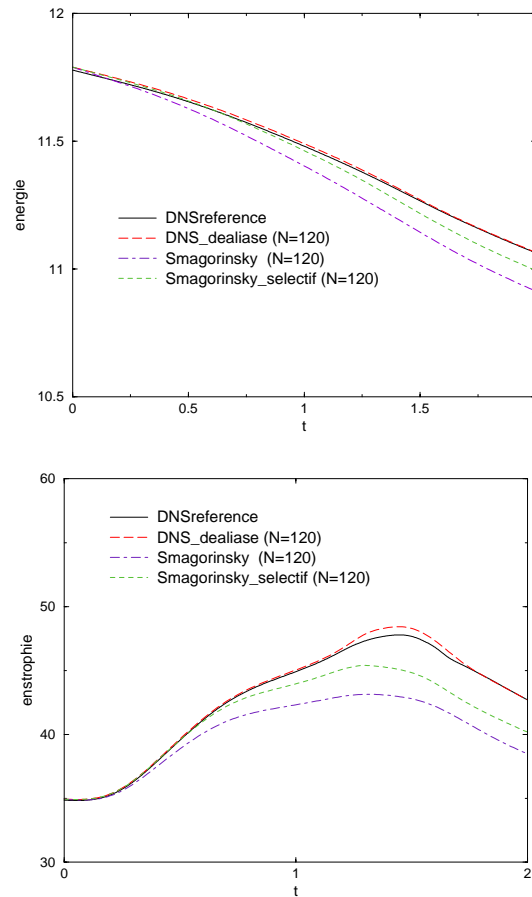 12
11.5
11
10.5
energie
DNSreference
DNS_dealiase (N=120)
Smagorinsky (N=120)
Smagorinsky_selectif (N=120)
0
0.5
1
1.5
t
60
50
40
30
enstrophie
DNSreference
DNS_dealiase (N=120)
Smagorinsky (N=120)
Smagorinsky_selectif (N=120)
0
1
2
t